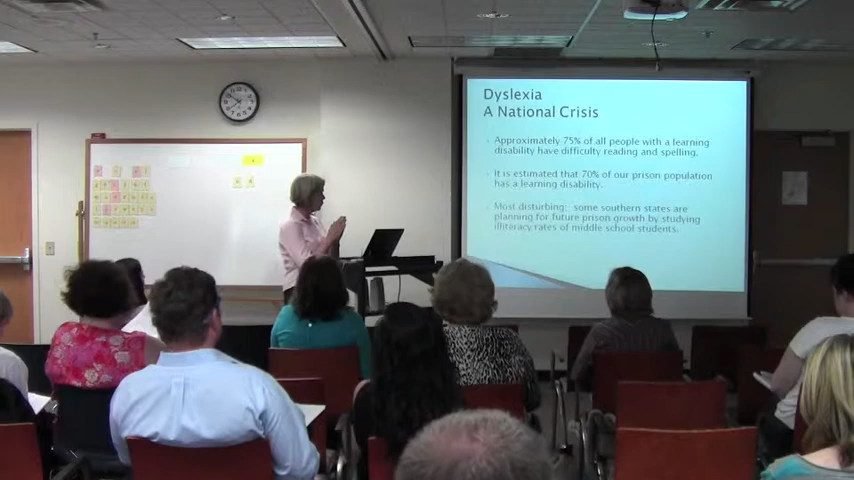 Dyslexia
A National Crisis
Approximately 75% of all people with a learning
disability have difficulty reading and spelling.
It is estimated that 70% of our prison population
has a learning disability.
Most disturbing: some southern states are
planning for future prison growth by studying
illiteracy rates of middle school students.